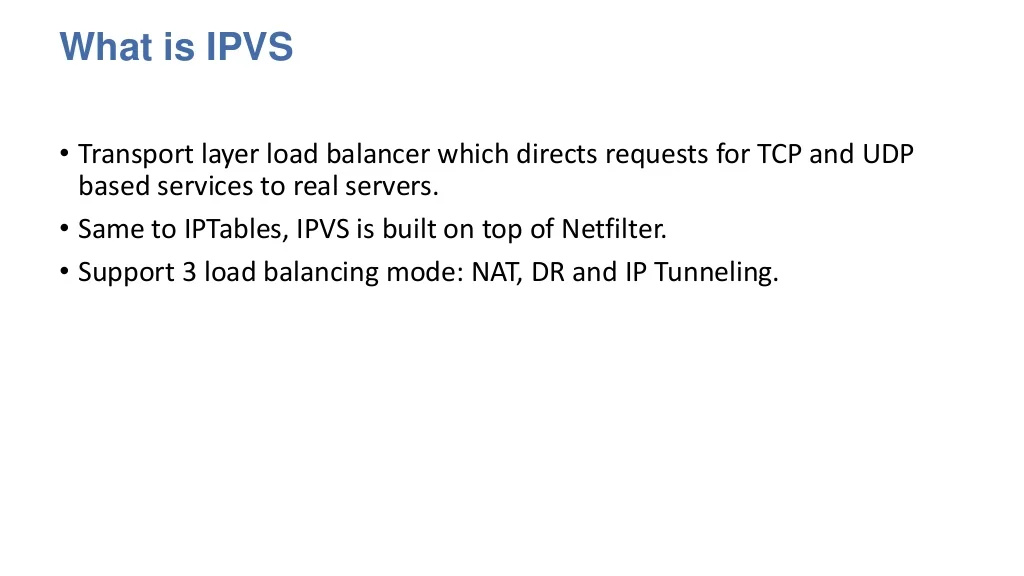 What is IPVS
• Transport layer load balancer which directs requests for TCP and UDP
based services to real servers.
• Same to IPTables, IPVS is built on top of Netfilter.
• Support 3 load balancing mode: NAT, DR and IP Tunneling.